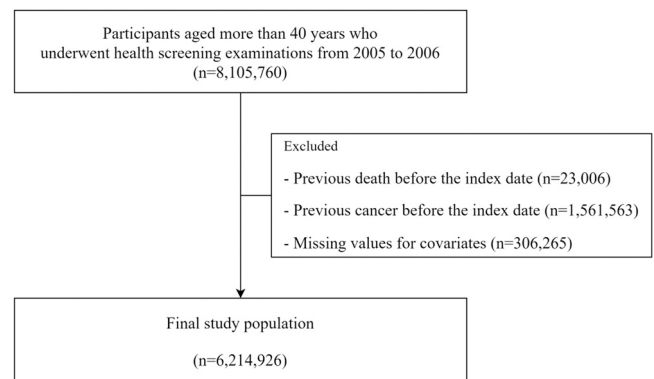 Participants aged more than 40 years who
underwent health screening examinations from 2005 to 2006
(n=8,105,760)
Excluded
- Previous death before the index date (n=23,006)
- Previous cancer before the index date (n=1,561,563)
- Missing values for covariates (n=306,265)
Final study population
(n=6,214,926)